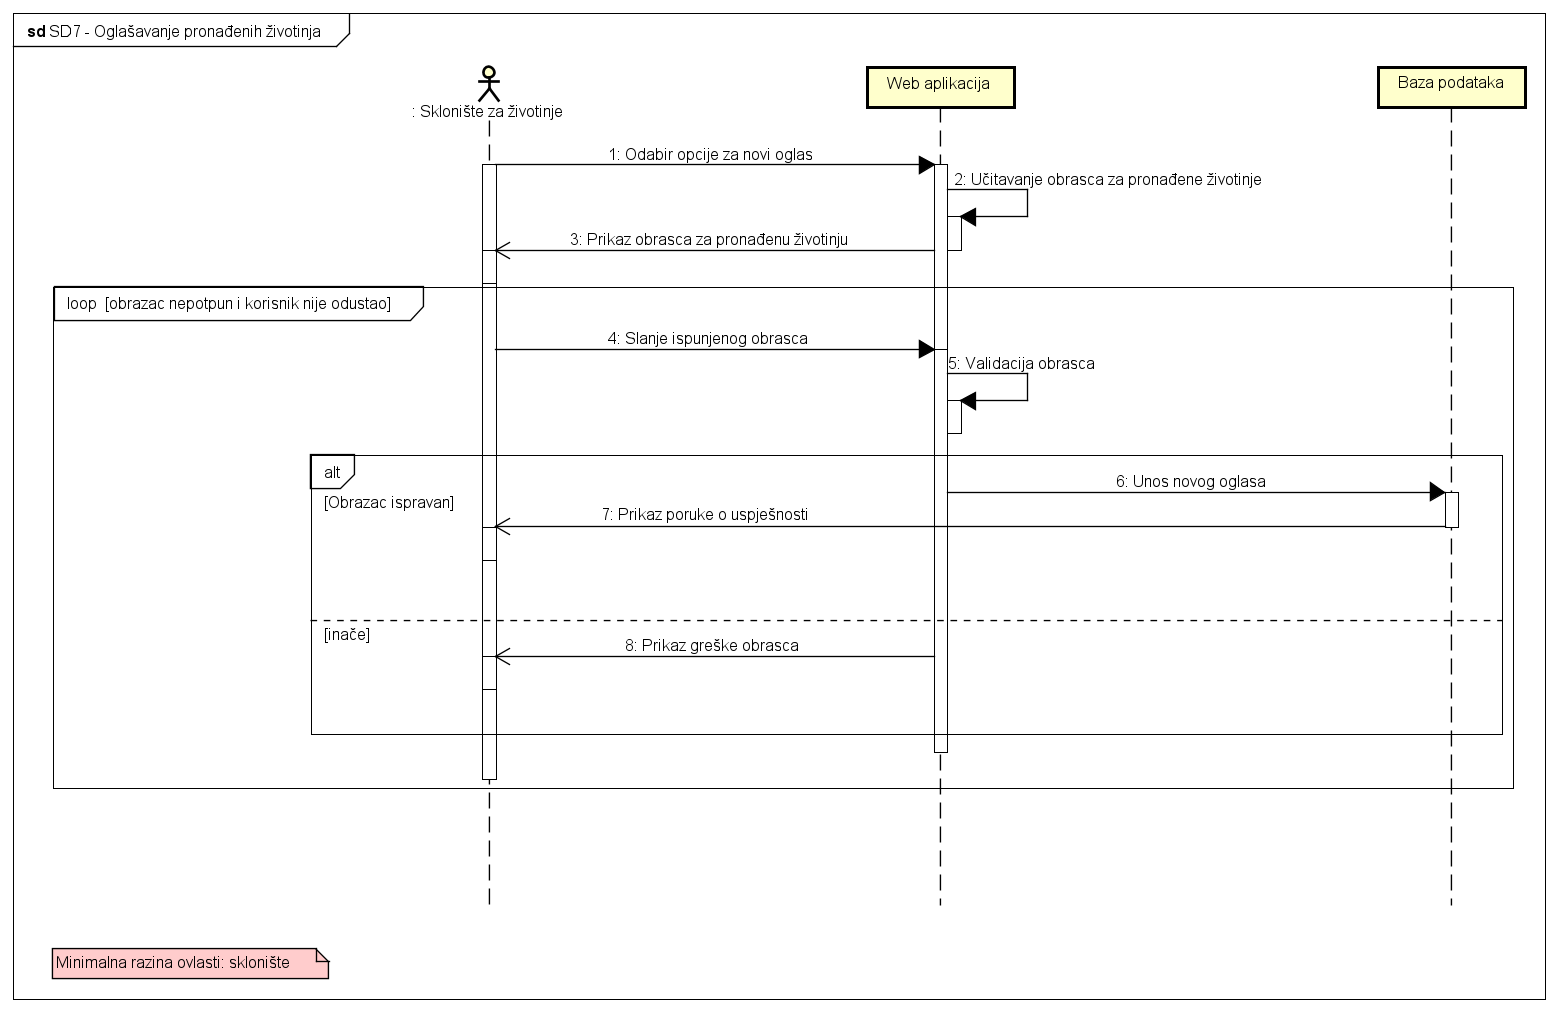 sd SD7 - Oglašavanje pronađenih životinja
: Sklonište za životinje
Web aplikacija
Baza podataka
1: Odabir opcije za novi oglas
2: Učitavanje obrasca za pronađene životinje
3: Prikaz obrasca za pronađenu životinju
loop [obrazac nepotpun i korisnik nije odustao]
4: Slanje ispunjenog obrasca
5: Validacija obrasca
alt
[Obrazac ispravan]
6: Unos novog oglasa
7: Prikaz poruke o uspješnosti
[inače]
8: Prikaz greške obrasca
Minimalna razina ovlasti: sklonište